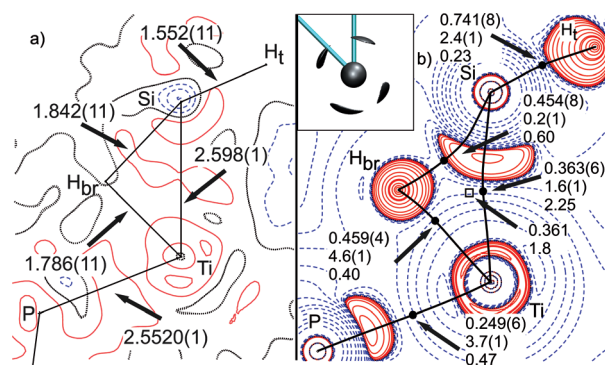 a)
1.552(11)
Ht
Si
1.842(11)
2.598(1)
Hbr
1.786(11)
Ti
P
2.5520(1)
b)
0.741(8)
2.4(1)
0.23
Ht
Si
0.454(8)
0.2(1)
0.60
Hbr
0.363(6)
1.6(1)
2.25
0.459(4)
4.6(1)
0.40
0.361
1.8
Ti
P
0.249(6)
3.7(1)
0.47